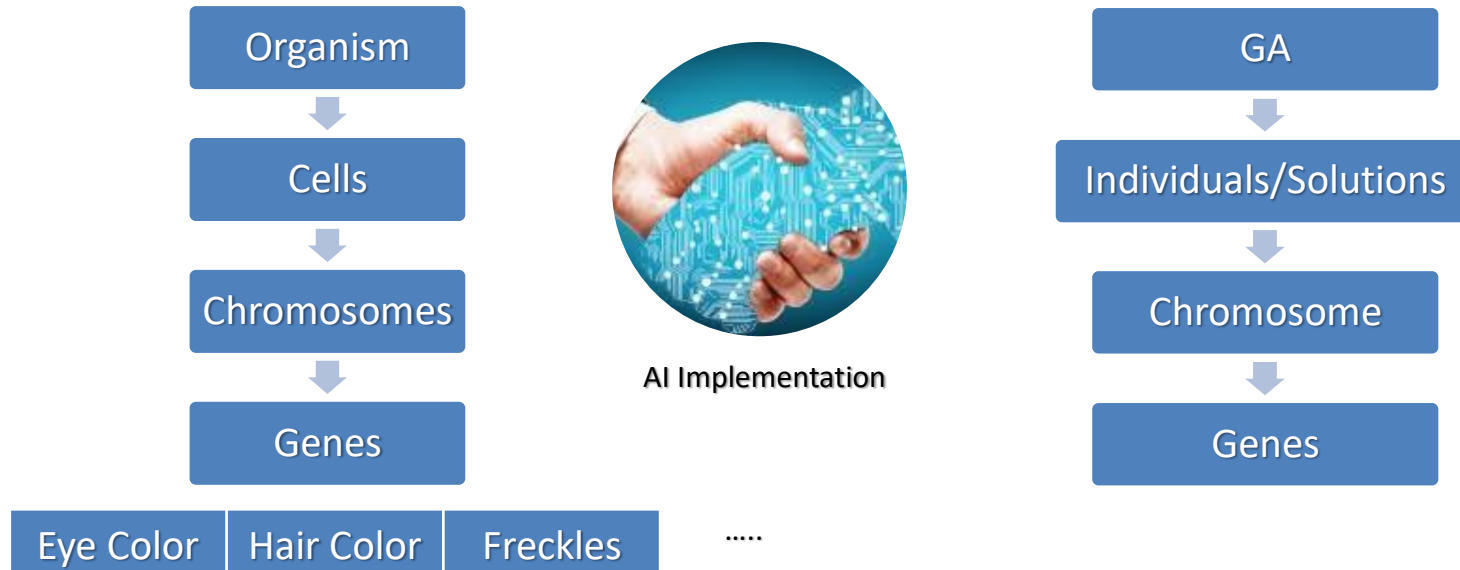 Organism
Cells
Chromosomes
Genes
Eye Color
Hair Color
Freckles
.....
AI Implementation
GA
Individuals/Solutions
Chromosome
Genes